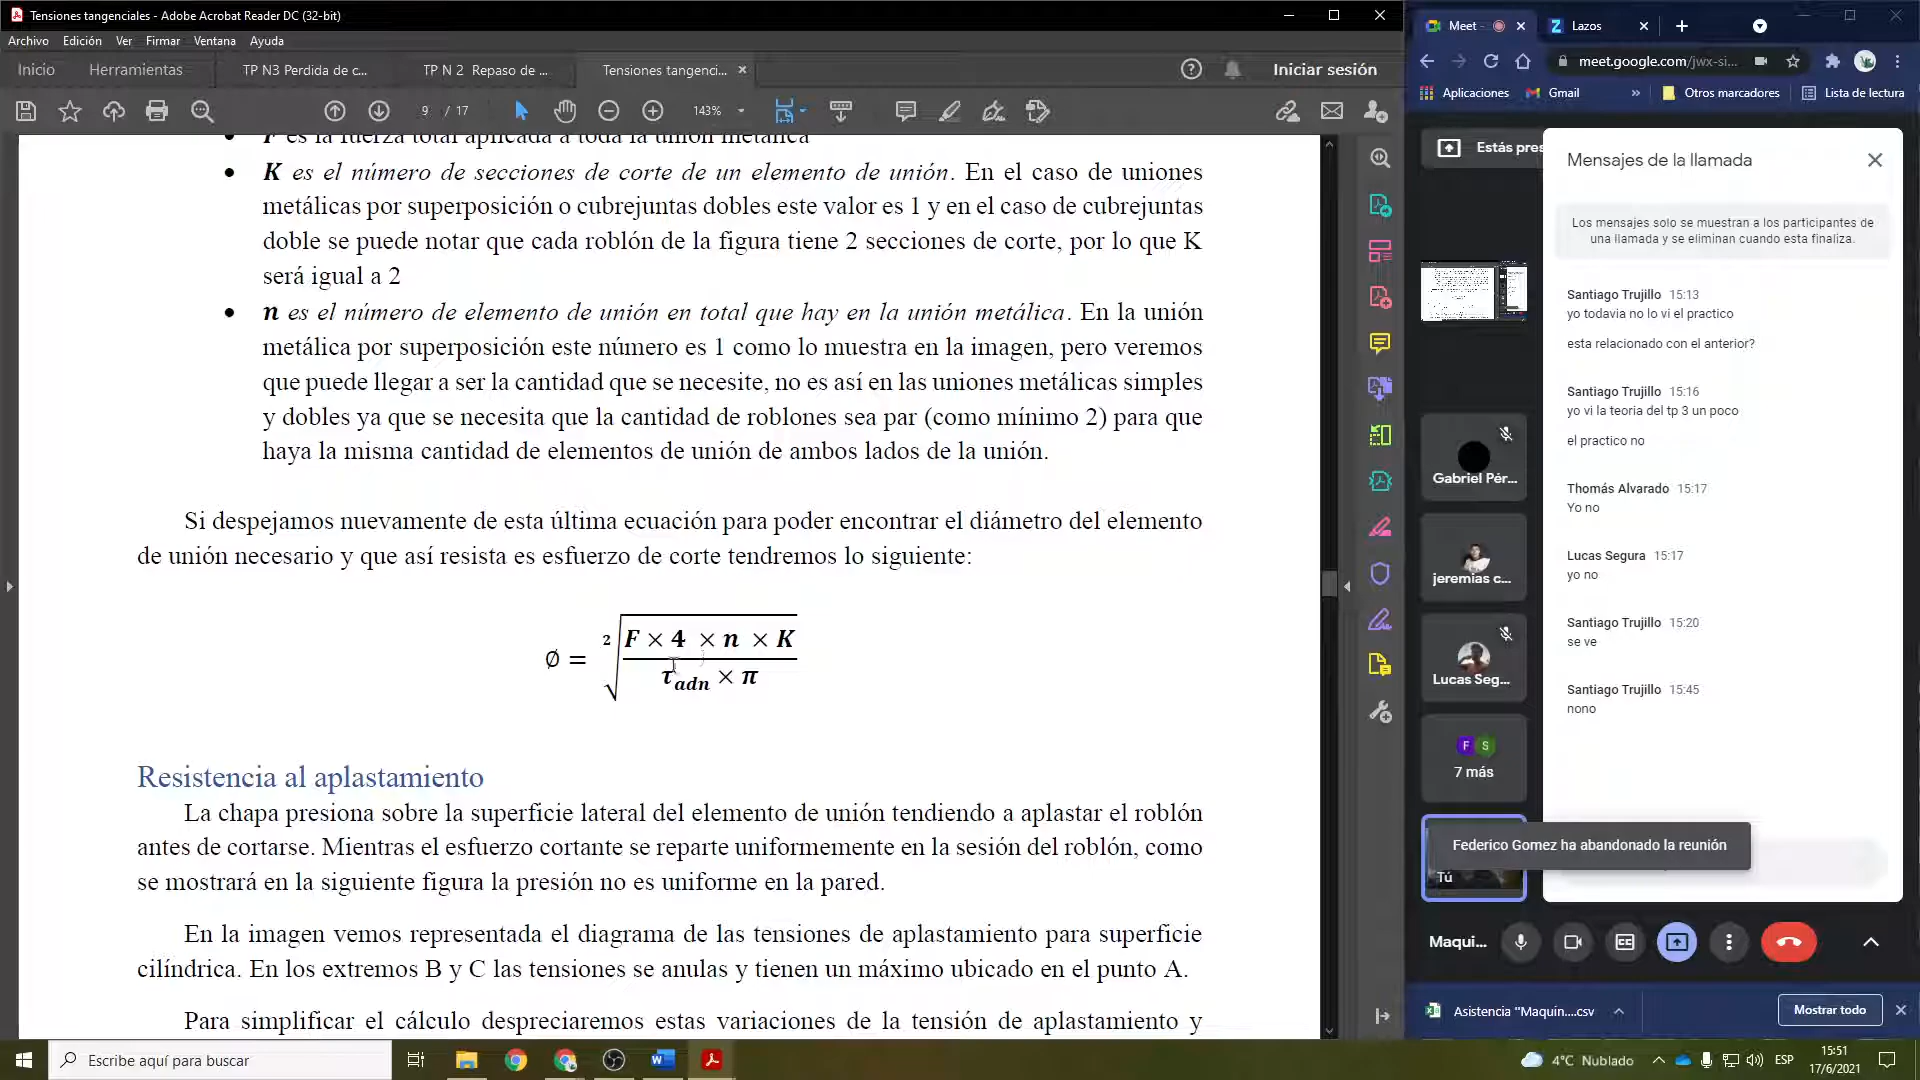 Tensiones tangenciales - Adobe Acrobat Reader DC (32-bit)
Archivo Edición Ver Firmar Ventana Ayuda
Inicio Herramientas TP N3 Perdida de c... TP N 2 Repaso de ... Tensiones tangenci... Iniciar sesión
9 / 17 143%
F es la fuerza total aplicada a toda la unión metálica
K es el número de secciones de corte de un elemento de unión. En el caso de uniones
metálicas por superposición o cubrejuntas dobles este valor es 1 y en el caso de cubrejuntas
doble se puede notar que cada roblón de la figura tiene 2 secciones de corte, por lo que K
será igual a 2
n es el número de elemento de unión en total que hay en la unión metálica. En la unión
metálica por superposición este número es 1 como lo muestra en la imagen, pero veremos
que puede llegar a ser la cantidad que se necesite, no es así en las uniones metálicas simples
y dobles ya que se necesita que la cantidad de roblones sea par (como mínimo 2) para que
haya la misma cantidad de elementos de unión de ambos lados de la unión.
Si despejamos nuevamente de esta última ecuación para poder encontrar el diámetro del elemento
de unión necesario y que así resista es esfuerzo de corte tendremos lo siguiente:
2 F × 4 × n × K
∅ = √
τadn × π
Resistencia al aplastamiento
La chapa presiona sobre la superficie lateral del elemento de unión tendiendo a aplastar el roblón
antes de cortarse. Mientras el esfuerzo cortante se reparte uniformemente en la sesión del roblón, como
se mostrará en la siguiente figura la presión no es uniforme en la pared.
En la imagen vemos representada el diagrama de las tensiones de aplastamiento para superficie
cilíndrica. En los extremos B y C las tensiones se anulas y tienen un máximo ubicado en el punto A.
Para simplificar el cálculo despreciaremos estas variaciones de la tensión de aplastamiento y
Meet - Lazos
meet.google.com/jwx-si...
Aplicaciones Gmail » Otros marcadores Lista de lectura
Estás pres
Mensajes de la llamada
Los mensajes solo se muestran a los participantes de
una llamada y se eliminan cuando esta finaliza.
Santiago Trujillo 15:13
yo todavia no lo vi el practico
esta relacionado con el anterior?
Santiago Trujillo 15:16
yo vi la teoria del tp 3 un poco
el practico no
Thomás Alvarado 15:17
Yo no
Lucas Segura 15:17
yo no
Santiago Trujillo 15:20
se ve
Santiago Trujillo 15:45
nono
Gabriel Pér...
jeremias c...
Lucas Seg...
F S
7 más
Federico Gomez ha abandonado la reunión
Tú
Maqui...
Asistencia "Maquín....csv Mostrar todo
Escribe aquí para buscar
4°C Nublado ESP 15:51
17/6/2021